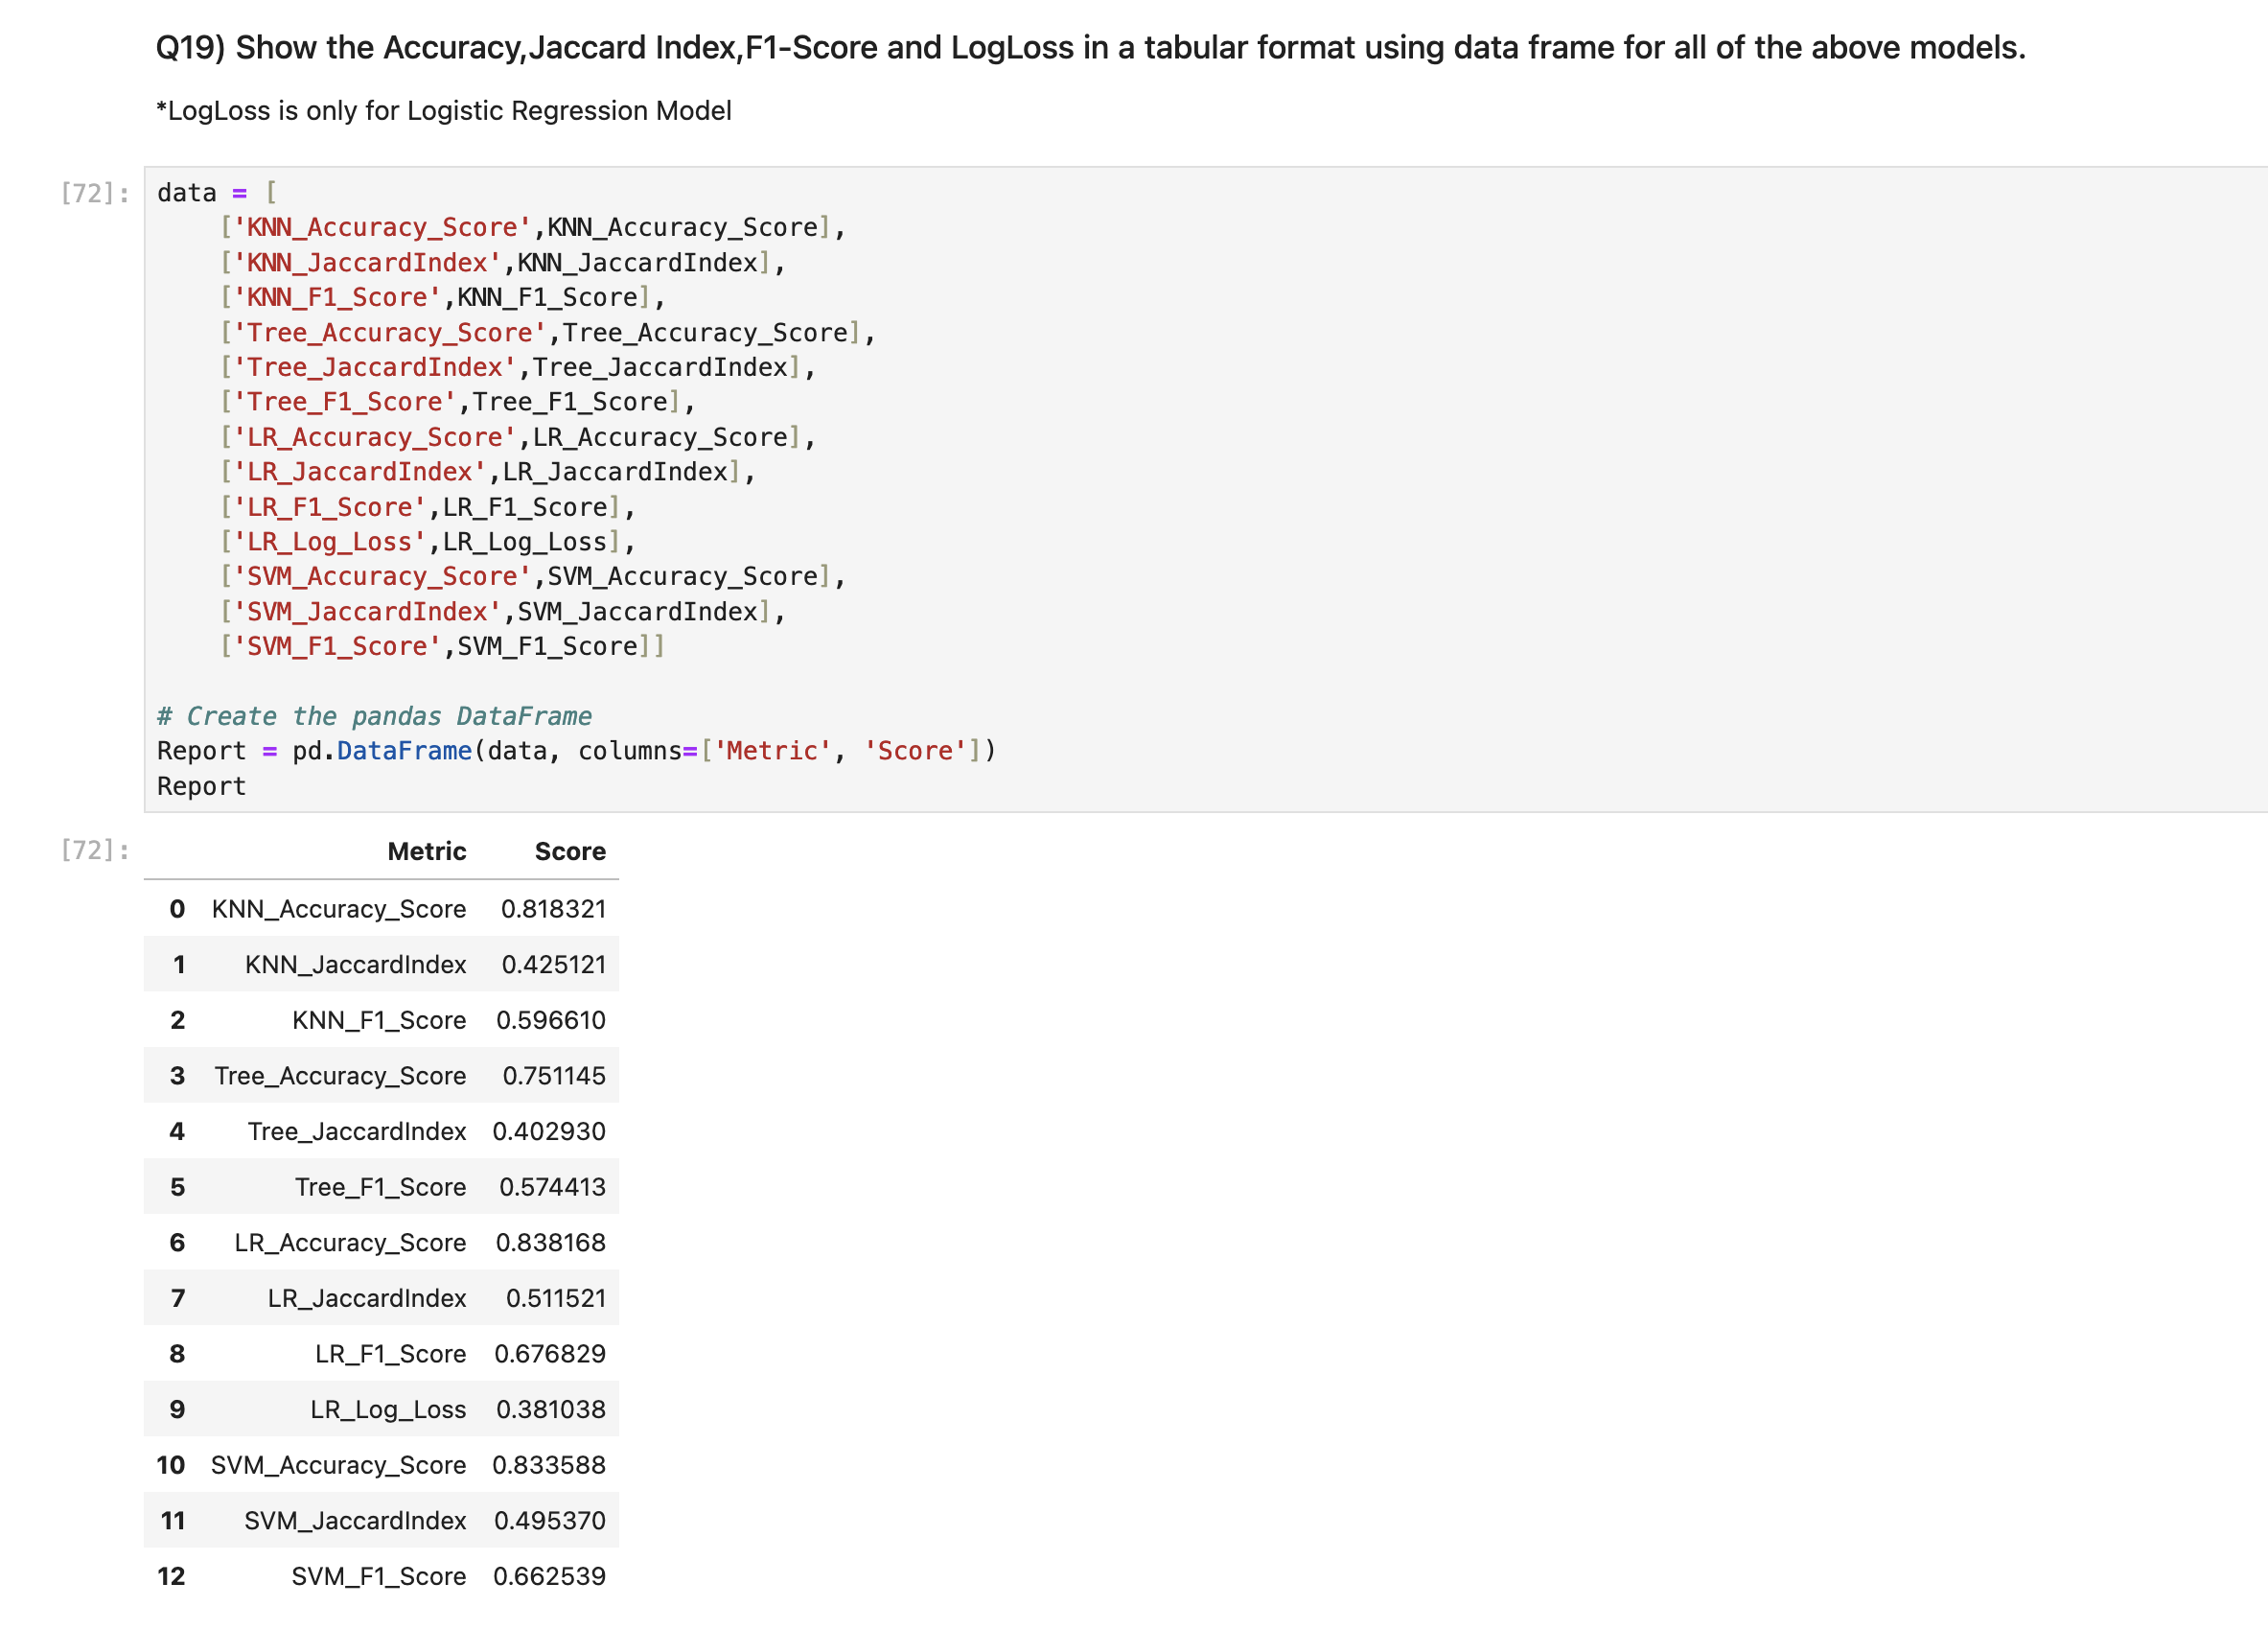 Q19) Show the Accuracy,Jaccard Index,F1-Score and LogLoss in a tabular format using data frame for all of the above models.
*LogLoss is only for Logistic Regression Model
[72]: data = [
    ['KNN_Accuracy_Score',KNN_Accuracy_Score],
    ['KNN_JaccardIndex',KNN_JaccardIndex],
    ['KNN_F1_Score',KNN_F1_Score],
    ['Tree_Accuracy_Score',Tree_Accuracy_Score],
    ['Tree_JaccardIndex',Tree_JaccardIndex],
    ['Tree_F1_Score',Tree_F1_Score],
    ['LR_Accuracy_Score',LR_Accuracy_Score],
    ['LR_JaccardIndex',LR_JaccardIndex],
    ['LR_F1_Score',LR_F1_Score],
    ['LR_Log_Loss',LR_Log_Loss],
    ['SVM_Accuracy_Score',SVM_Accuracy_Score],
    ['SVM_JaccardIndex',SVM_JaccardIndex],
    ['SVM_F1_Score',SVM_F1_Score]]
# Create the pandas DataFrame
Report = pd.DataFrame(data, columns=['Metric', 'Score'])
Report
[72]: Metric Score
0 KNN_Accuracy_Score 0.818321
1 KNN_JaccardIndex 0.425121
2 KNN_F1_Score 0.596610
3 Tree_Accuracy_Score 0.751145
4 Tree_JaccardIndex 0.402930
5 Tree_F1_Score 0.574413
6 LR_Accuracy_Score 0.838168
7 LR_JaccardIndex 0.511521
8 LR_F1_Score 0.676829
9 LR_Log_Loss 0.381038
10 SVM_Accuracy_Score 0.833588
11 SVM_JaccardIndex 0.495370
12 SVM_F1_Score 0.662539